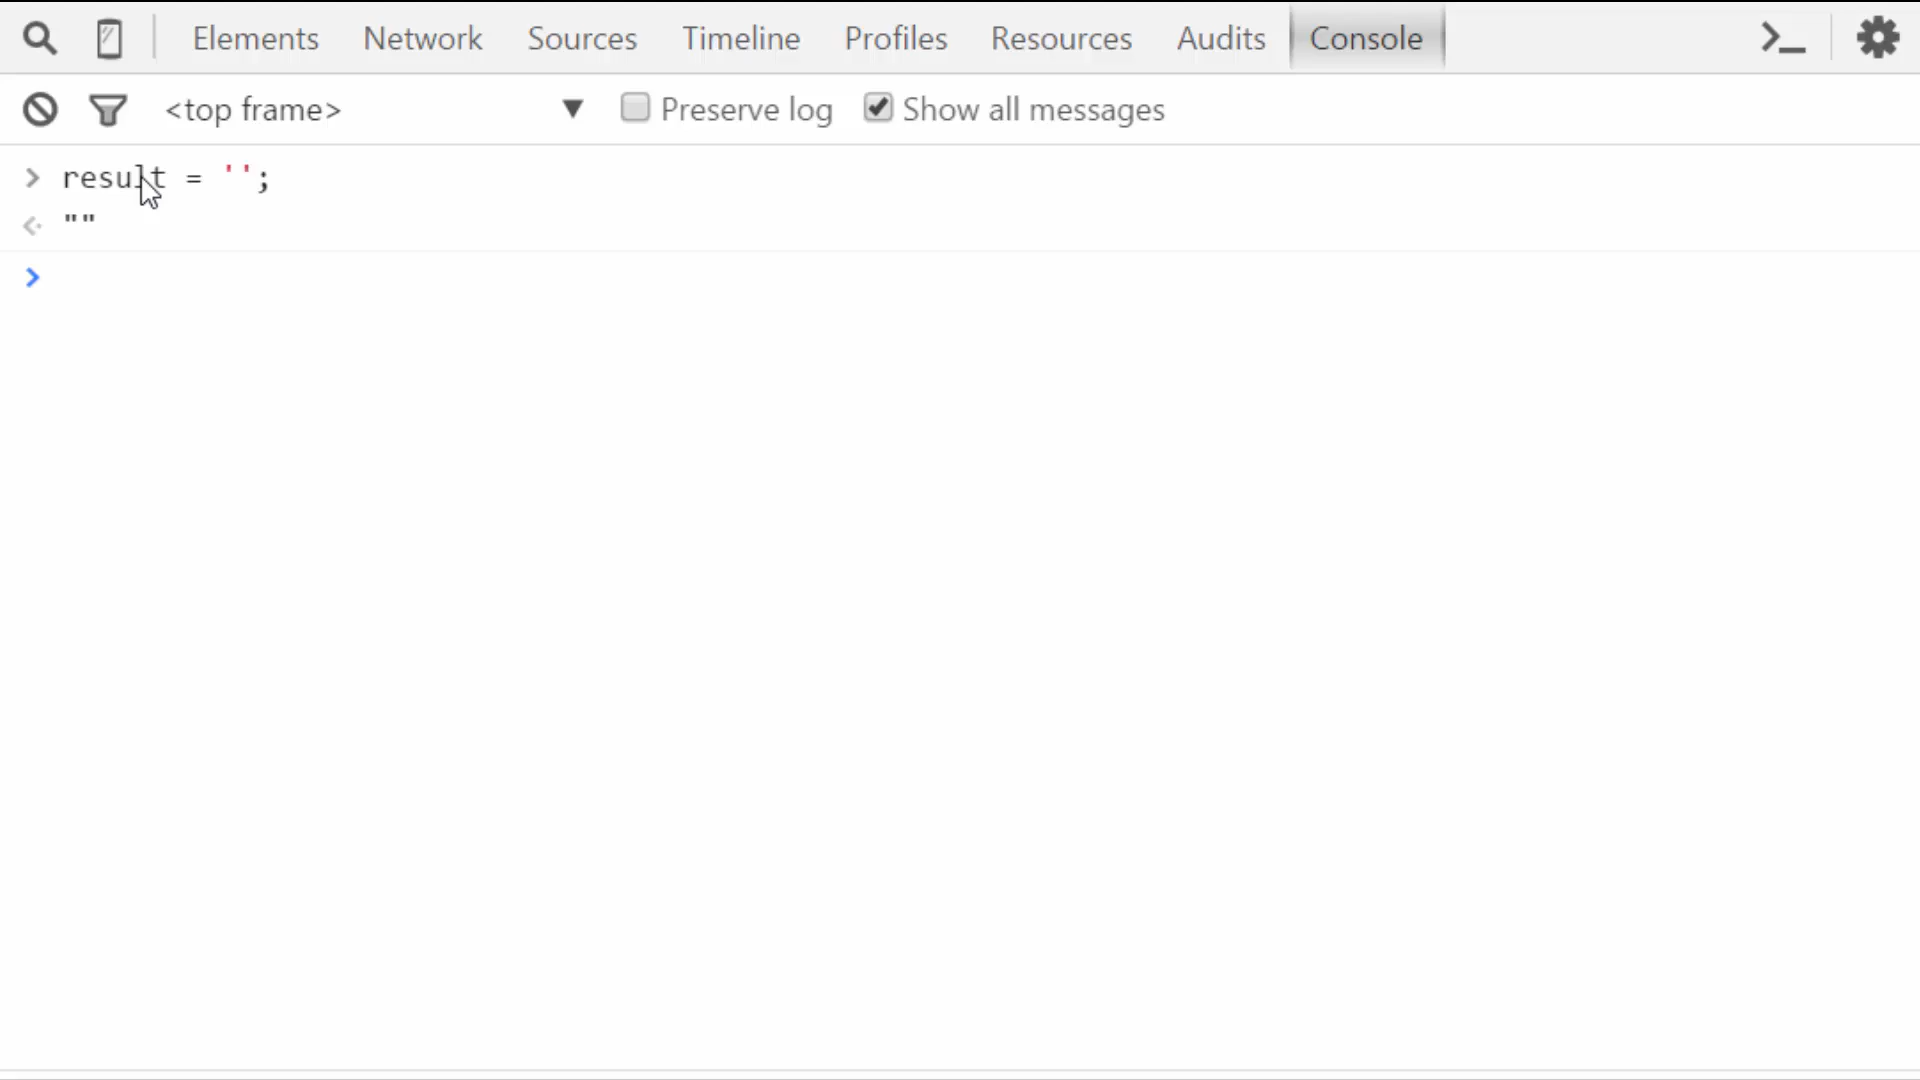 Elements Network Sources Timeline Profiles Resources Audits Console
<top frame> Preserve log Show all messages
> result = '';
""
>